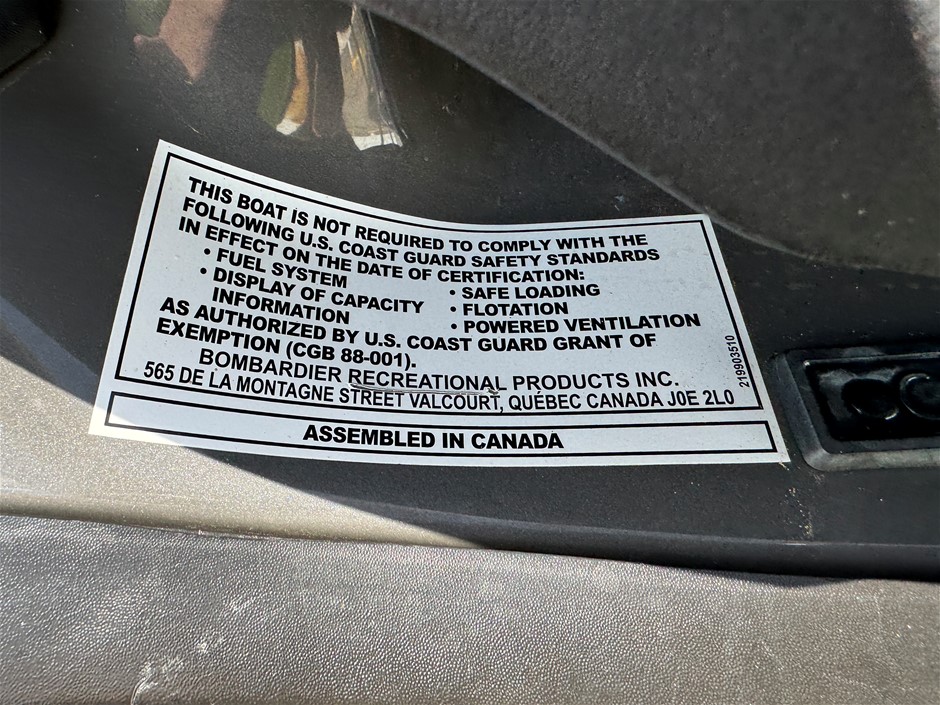 THIS BOAT IS NOT REQUIRED TO COMPLY WITH THE
FOLLOWING U.S. COAST GUARD SAFETY STANDARDS
IN EFFECT ON THE DATE OF CERTIFICATION:
• FUEL SYSTEM
• DISPLAY OF CAPACITY
INFORMATION
• SAFE LOADING
• FLOTATION
• POWERED VENTILATION
AS AUTHORIZED BY U.S. COAST GUARD GRANT OF
EXEMPTION (CGB 88-001).
BOMBARDIER RECREATIONAL PRODUCTS INC.
565 DE LA MONTAGNE STREET VALCOURT, QUÉBEC CANADA J0E 2L0
219903510
ASSEMBLED IN CANADA